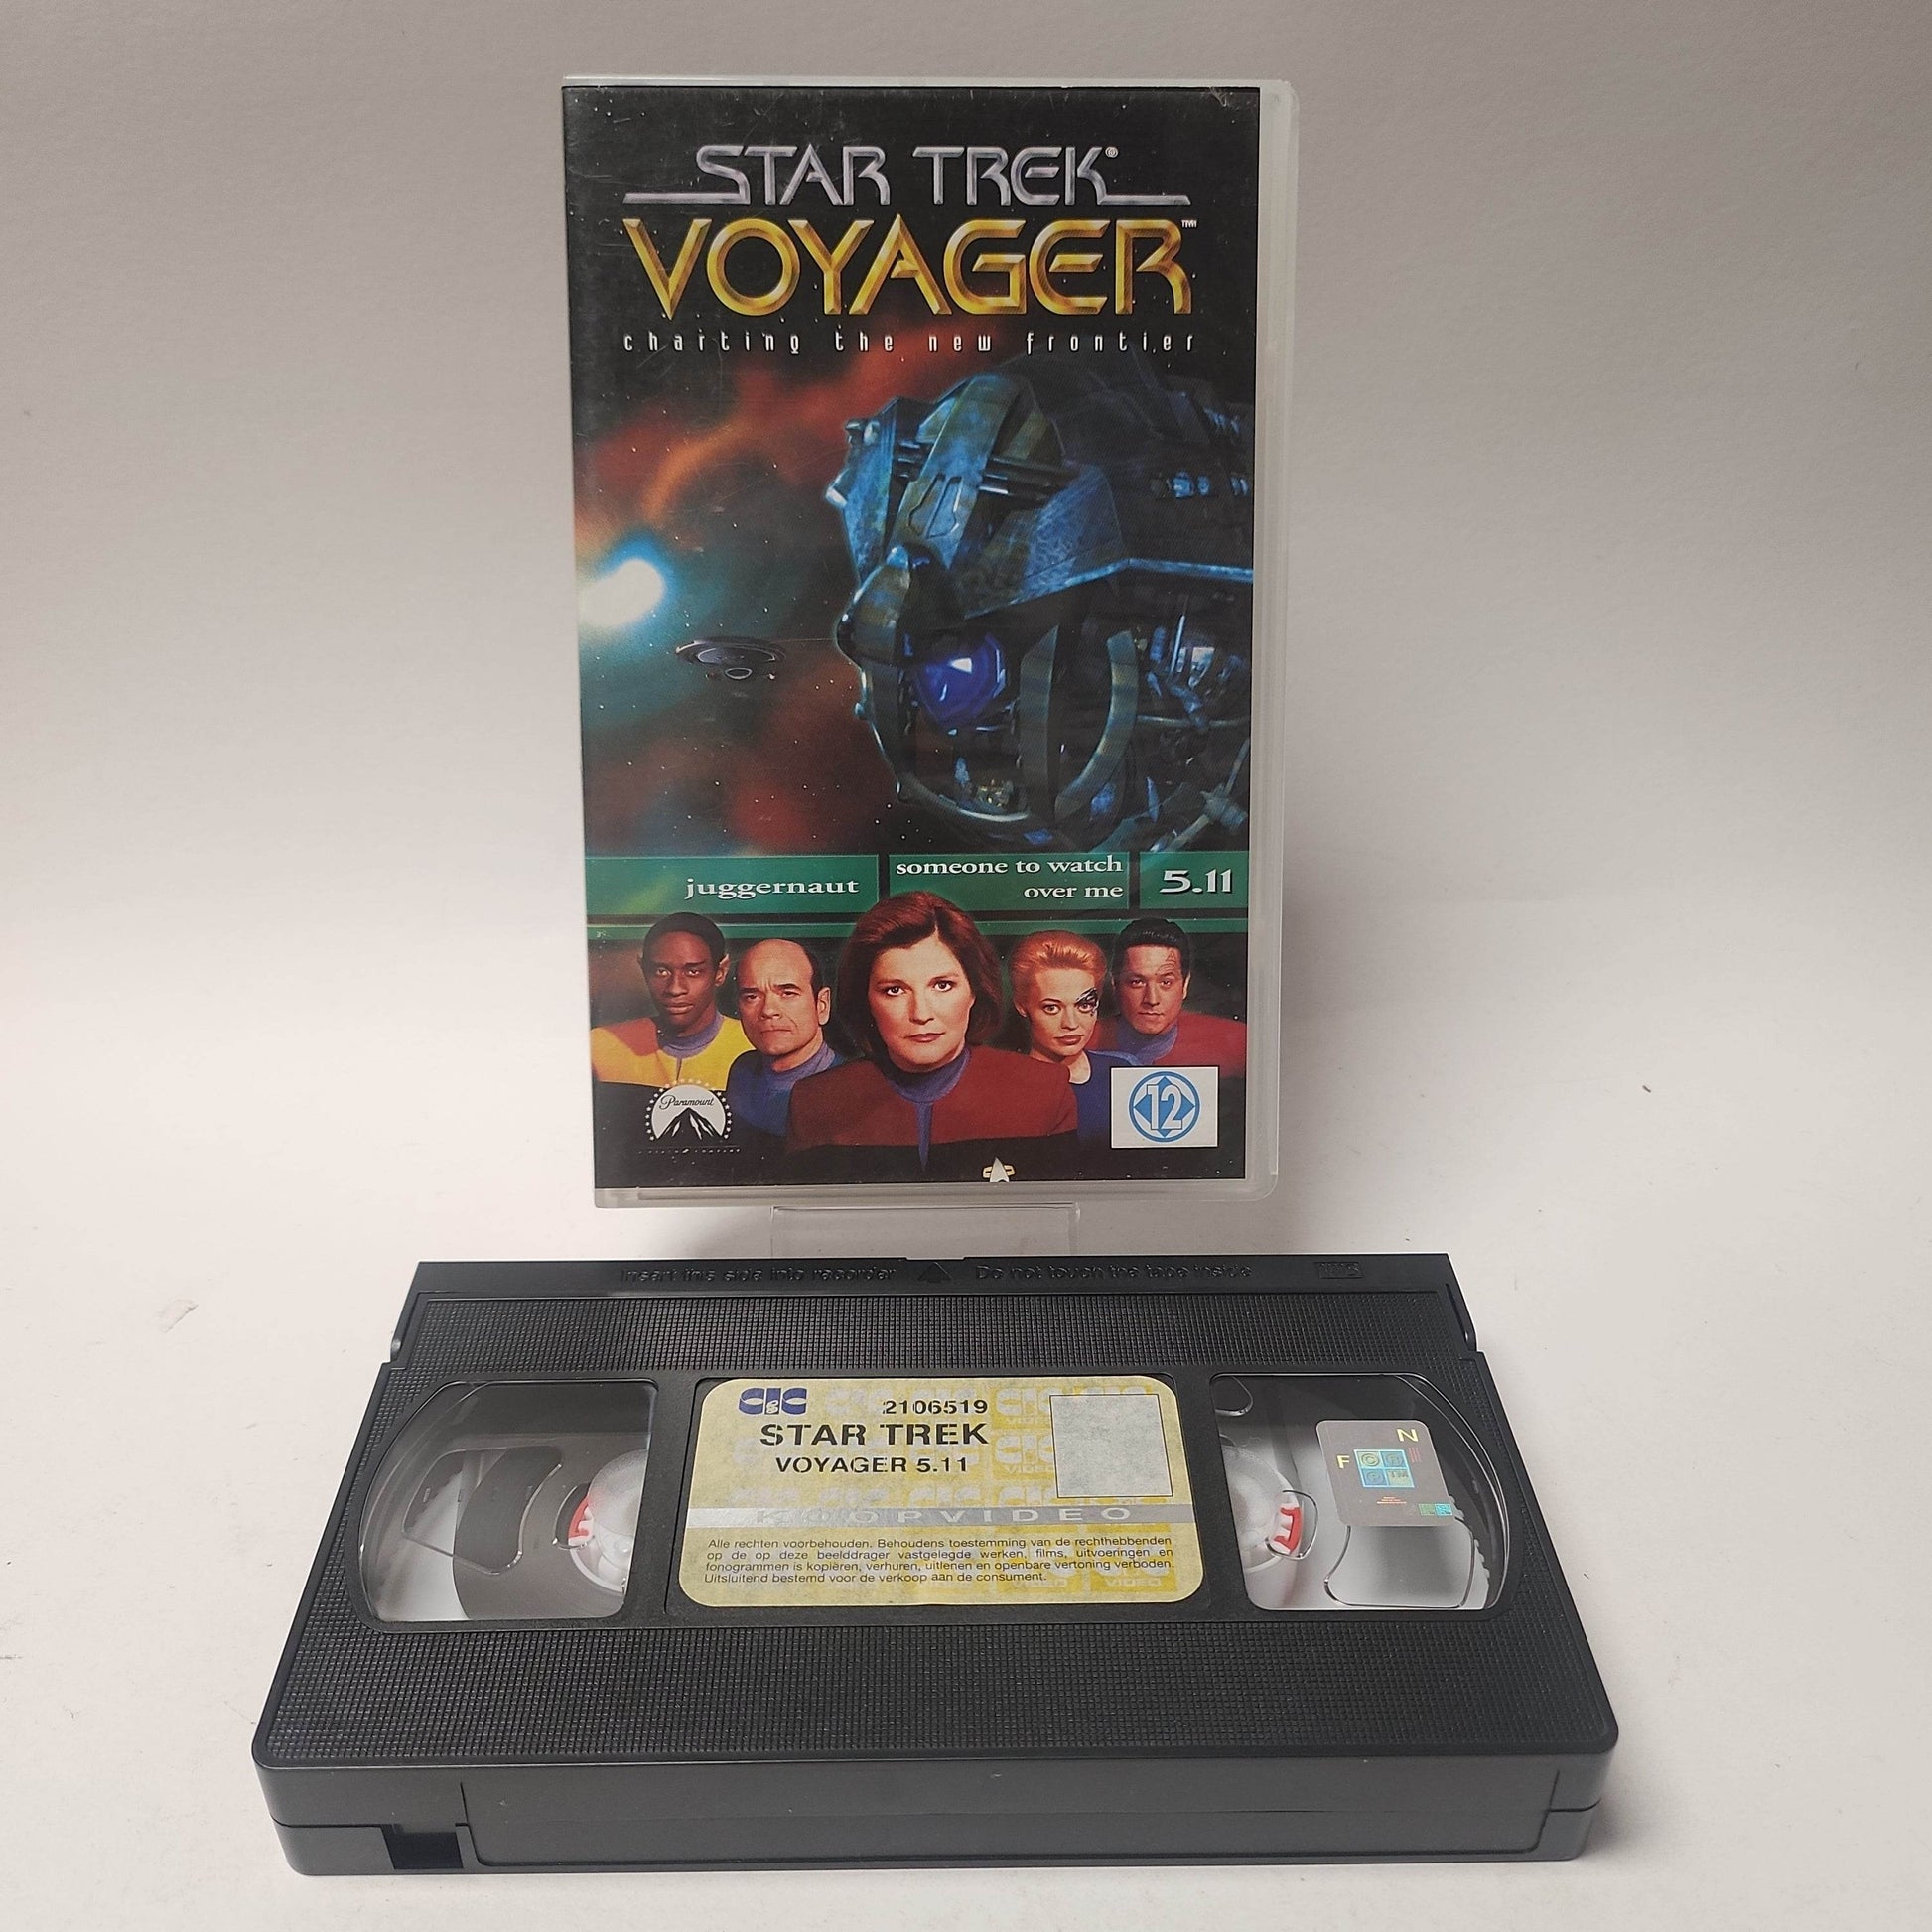 STAR TREK®
VOYAGER™
charting the new frontier
juggernaut
someone to watch
over me
5.11
Paramount
12
Insert this side into recorder
Do not touch the tape inside
VHS
CIC
2106519
STAR TREK
VOYAGER 5.11
KOOPVIDEO
Alle rechten voorbehouden. Behoudens toestemming van de rechthebbenden
op de op deze beelddrager vastgelegde werken, films, uitvoeringen en
fonogrammen is kopiëren, verhuren, uitlenen en openbare vertoning verboden.
Uitsluitend bestemd voor de verkoop aan de consument.
N
F